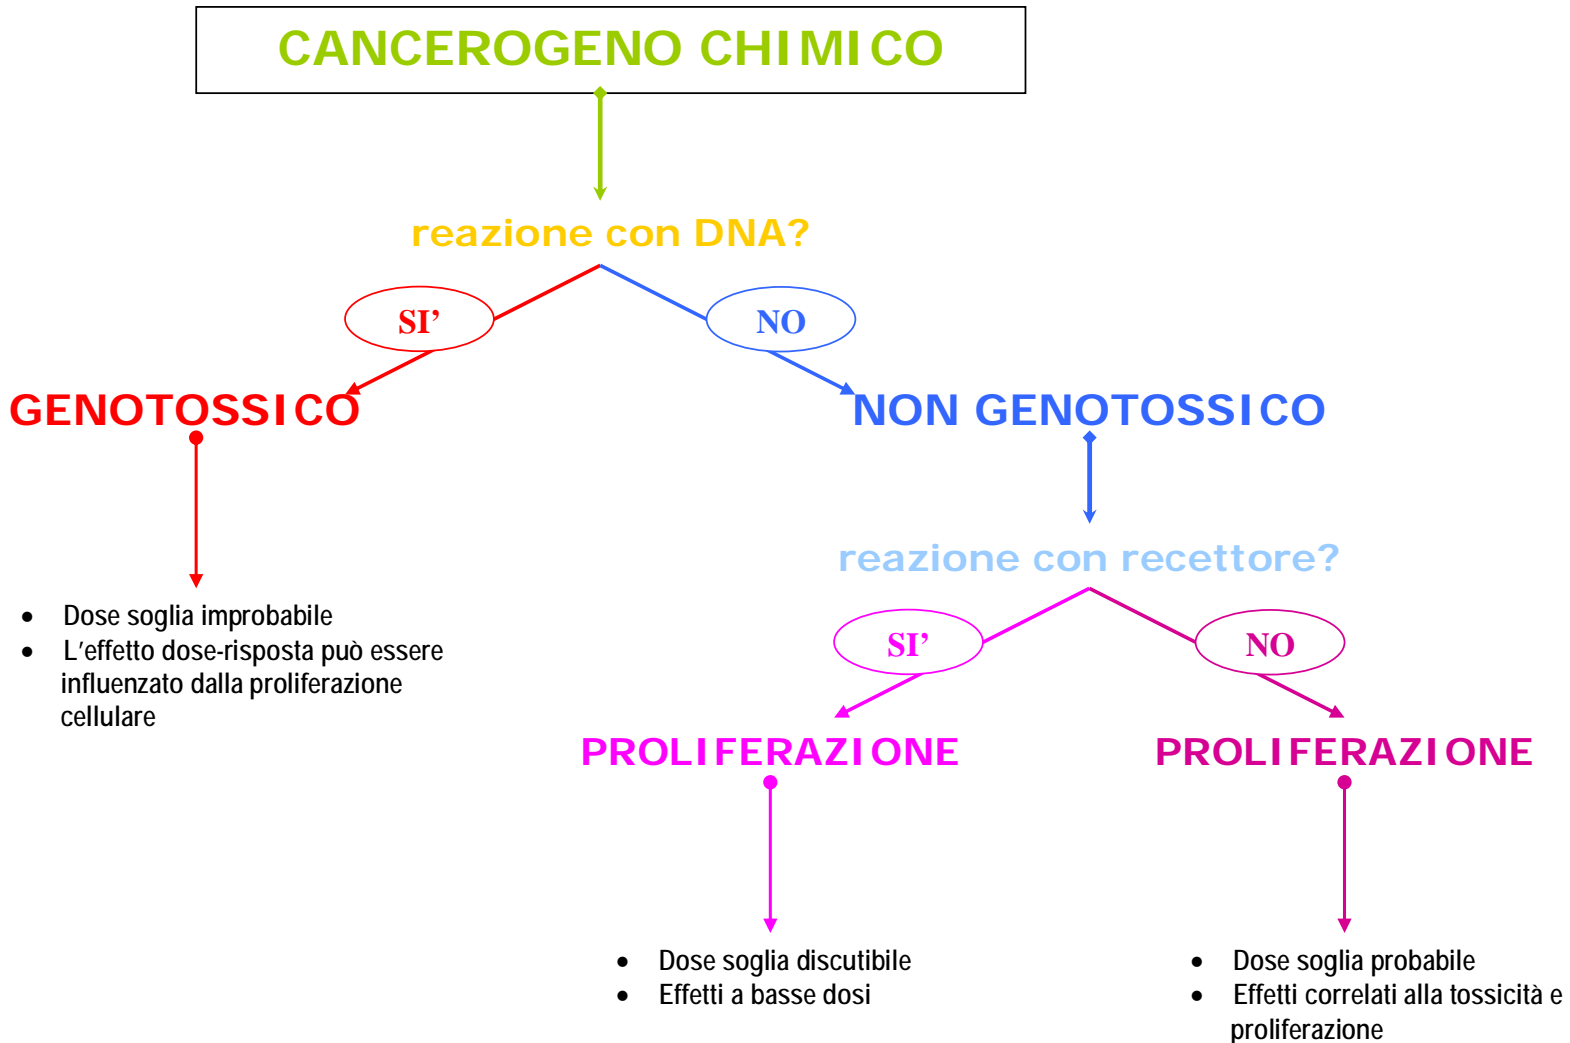 CANCEROGENO CHIMICO
reazione con DNA?
SI’
NO
GENOTOSSICO
NON GENOTOSSICO
reazione con recettore?
• Dose soglia improbabile
• L’effetto dose-risposta può essere
influenzato dalla proliferazione
cellulare
SI’
NO
PROLIFERAZIONE
PROLIFERAZIONE
• Dose soglia discutibile
• Effetti a basse dosi
• Dose soglia probabile
• Effetti correlati alla tossicità e
proliferazione